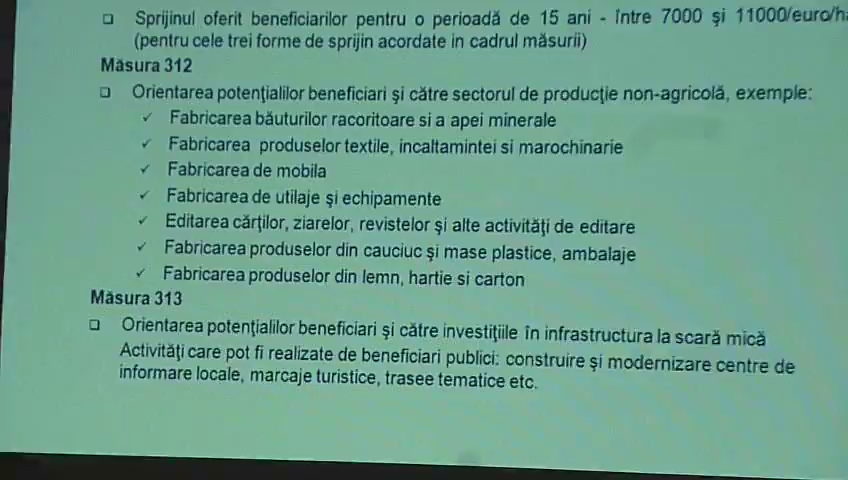 ❑ Sprijinul oferit beneficiarilor pentru o perioadă de 15 ani - între 7000 şi 11000/euro/ha
(pentru cele trei forme de sprijin acordate in cadrul măsurii)
Măsura 312
❑ Orientarea potenţialilor beneficiari şi către sectorul de producţie non-agricolă, exemple:
✓ Fabricarea băuturilor racoritoare si a apei minerale
✓ Fabricarea produselor textile, incaltamintei si marochinarie
✓ Fabricarea de mobila
✓ Fabricarea de utilaje şi echipamente
✓ Editarea cărţilor, ziarelor, revistelor şi alte activităţi de editare
✓ Fabricarea produselor din cauciuc şi mase plastice, ambalaje
✓ Fabricarea produselor din lemn, hartie si carton
Măsura 313
❑ Orientarea potenţialilor beneficiari şi către investiţiile în infrastructura la scară mică
Activităţi care pot fi realizate de beneficiari publici: construire şi modernizare centre de
informare locale, marcaje turistice, trasee tematice etc.